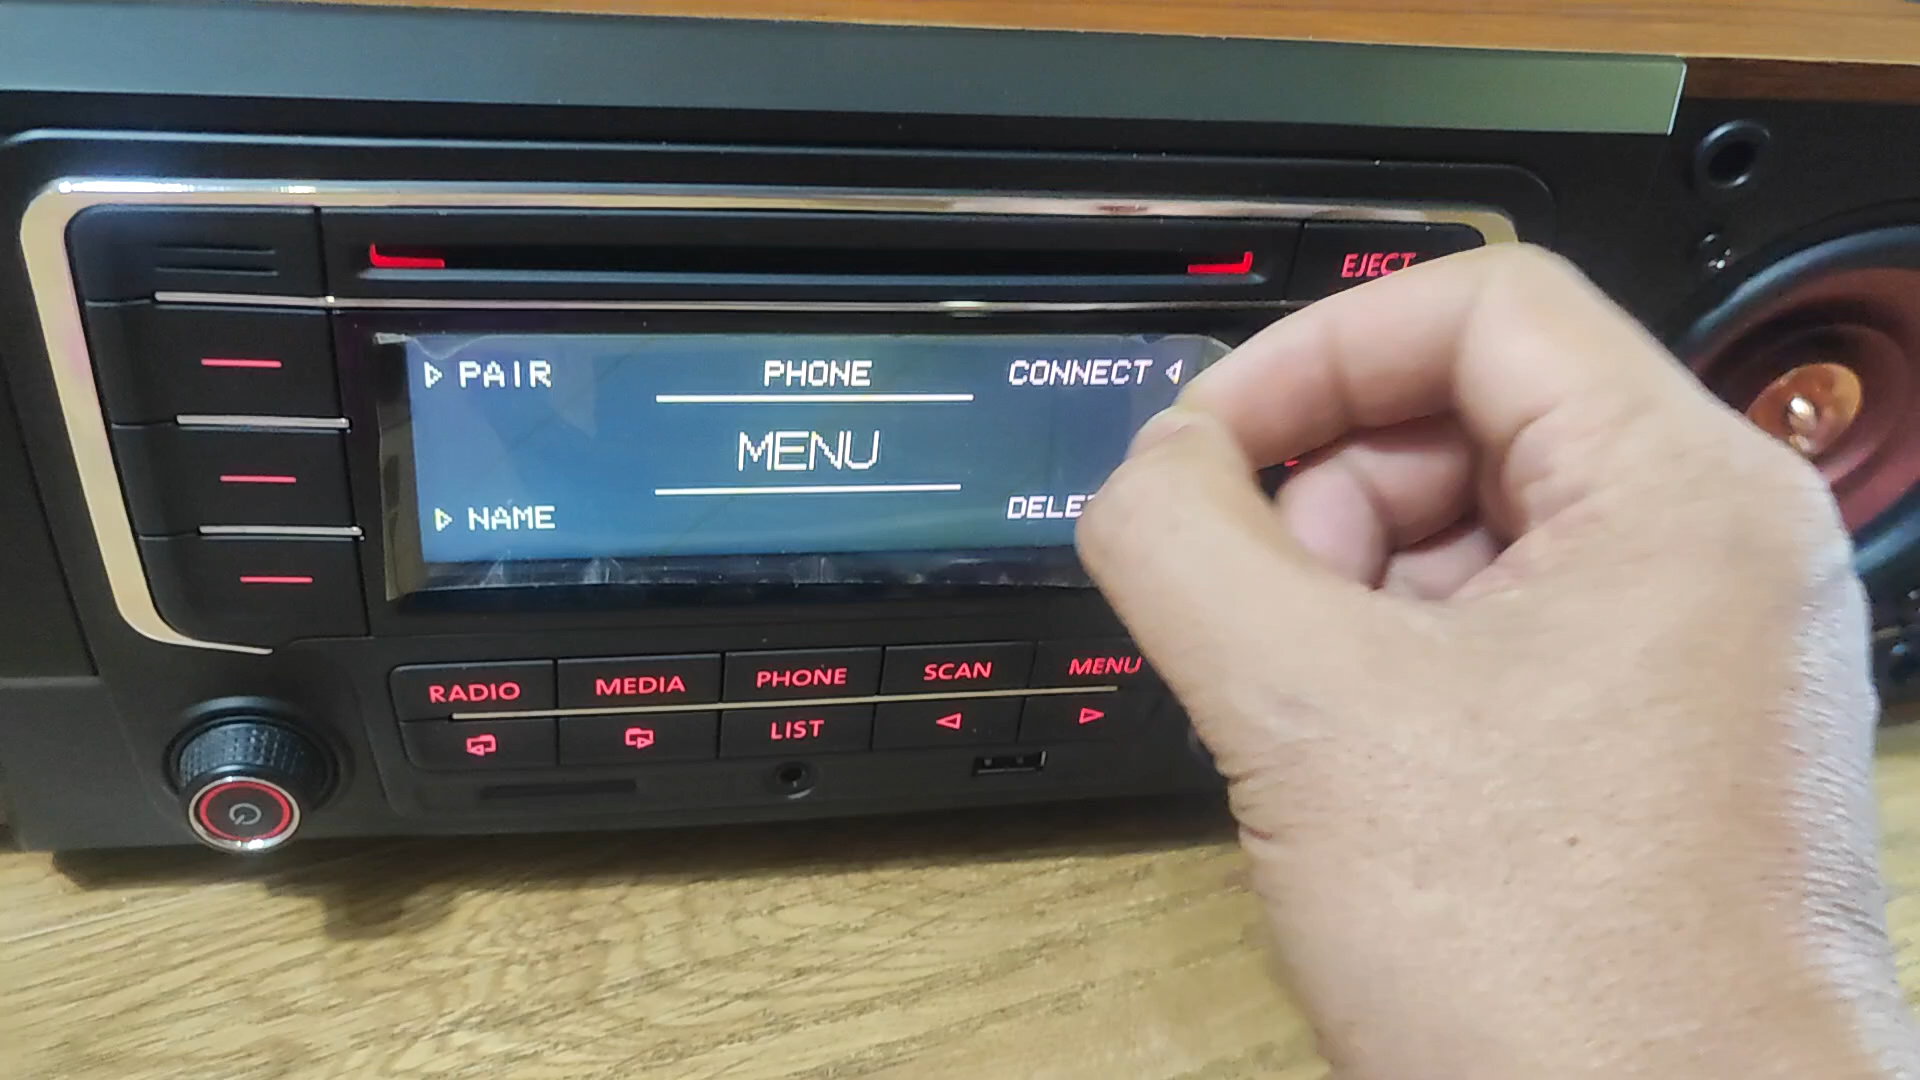 EJECT
PAIR PHONE CONNECT
MENU
NAME
RADIO MEDIA PHONE SCAN MENU
LIST